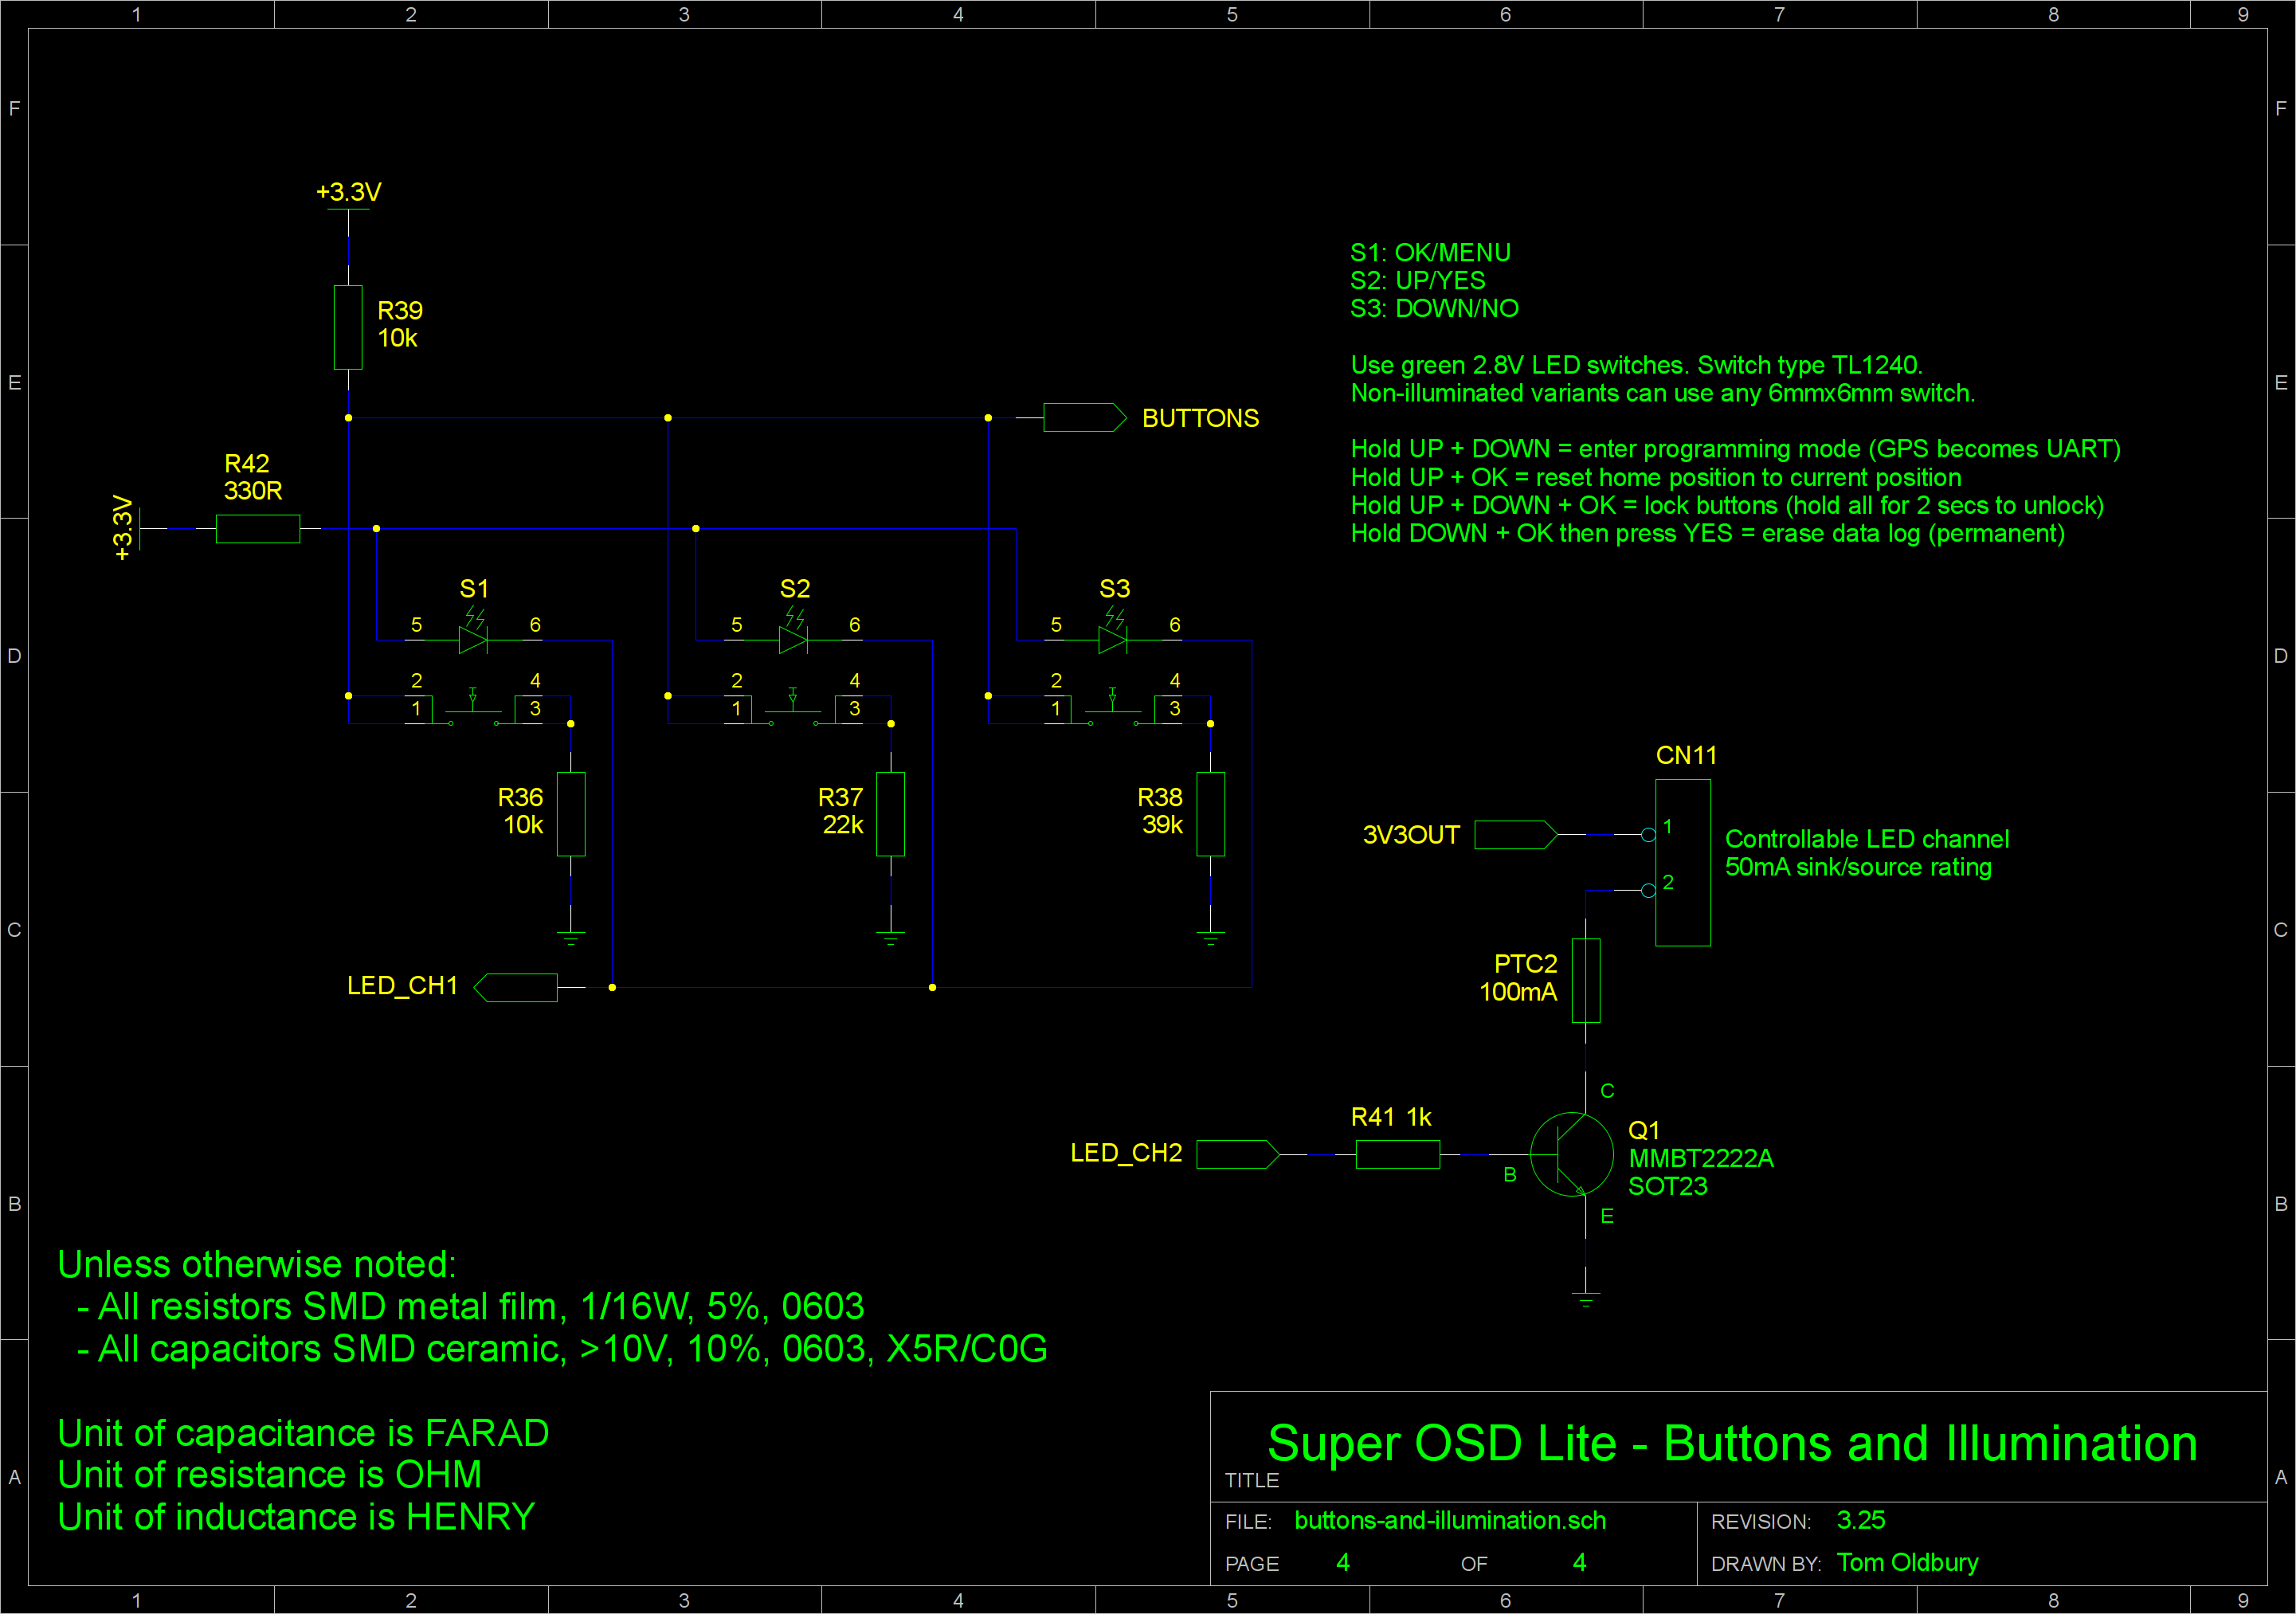 1 2 3 4 5 6 7 8 9
F F
+3.3V
S1: OK/MENU
S2: UP/YES
S3: DOWN/NO
R39
10k
E E
Use green 2.8V LED switches. Switch type TL1240.
Non-illuminated variants can use any 6mmx6mm switch.
BUTTONS
Hold UP + DOWN = enter programming mode (GPS becomes UART)
Hold UP + OK = reset home position to current position
Hold UP + DOWN + OK = lock buttons (hold all for 2 secs to unlock)
Hold DOWN + OK then press YES = erase data log (permanent)
R42
330R
+3.3V
S1 S2 S3
5 6 5 6 5 6
D D
2 4 2 4 2 4
1 3 1 3 1 3
CN11
R36
10k
R37
22k
R38
39k
3V3OUT
1
2
Controllable LED channel
50mA sink/source rating
C C
PTC2
100mA
LED_CH1
C
R41 1k
LED_CH2
B
E
Q1
MMBT2222A
SOT23
B B
Unless otherwise noted:
- All resistors SMD metal film, 1/16W, 5%, 0603
- All capacitors SMD ceramic, >10V, 10%, 0603, X5R/C0G
Unit of capacitance is FARAD
Unit of resistance is OHM
Unit of inductance is HENRY
A A
Super OSD Lite - Buttons and Illumination
TITLE
FILE: buttons-and-illumination.sch
REVISION: 3.25
PAGE 4 OF 4
DRAWN BY: Tom Oldbury
1 2 3 4 5 6 7 8 9